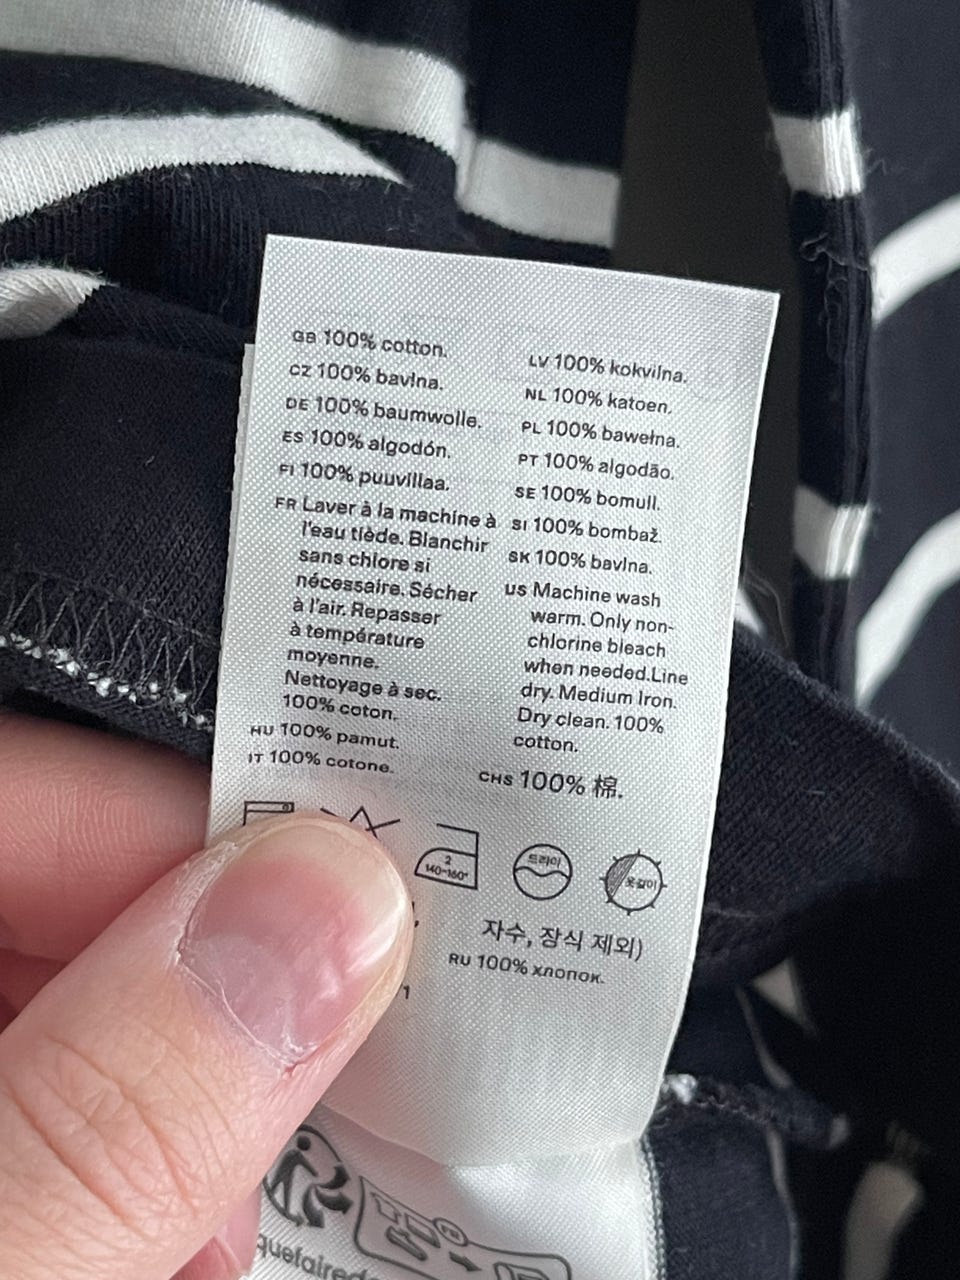 GB 100% cotton.
CZ 100% bavlna.
DE 100% baumwolle.
ES 100% algodón.
FI 100% puuvillaa.
FR Laver à la machine à
l'eau tiède. Blanchir
sans chlore si
nécessaire. Sécher
à l'air. Repasser
à température
moyenne.
Nettoyage à sec.
100% coton.
HU 100% pamut.
IT 100% cotone.
LV 100% kokvilna.
NL 100% katoen.
PL 100% bawełna.
PT 100% algodão.
SE 100% bomull.
SI 100% bombaž.
SK 100% bavlna.
US Machine wash
warm. Only non-
chlorine bleach
when needed.Line
dry. Medium Iron.
Dry clean. 100%
cotton.
CHS 100% 棉.
2
140~160°
드라이
옷걸이
자수, 장식 제외)
RU 100% хлопок.
1
quefaired